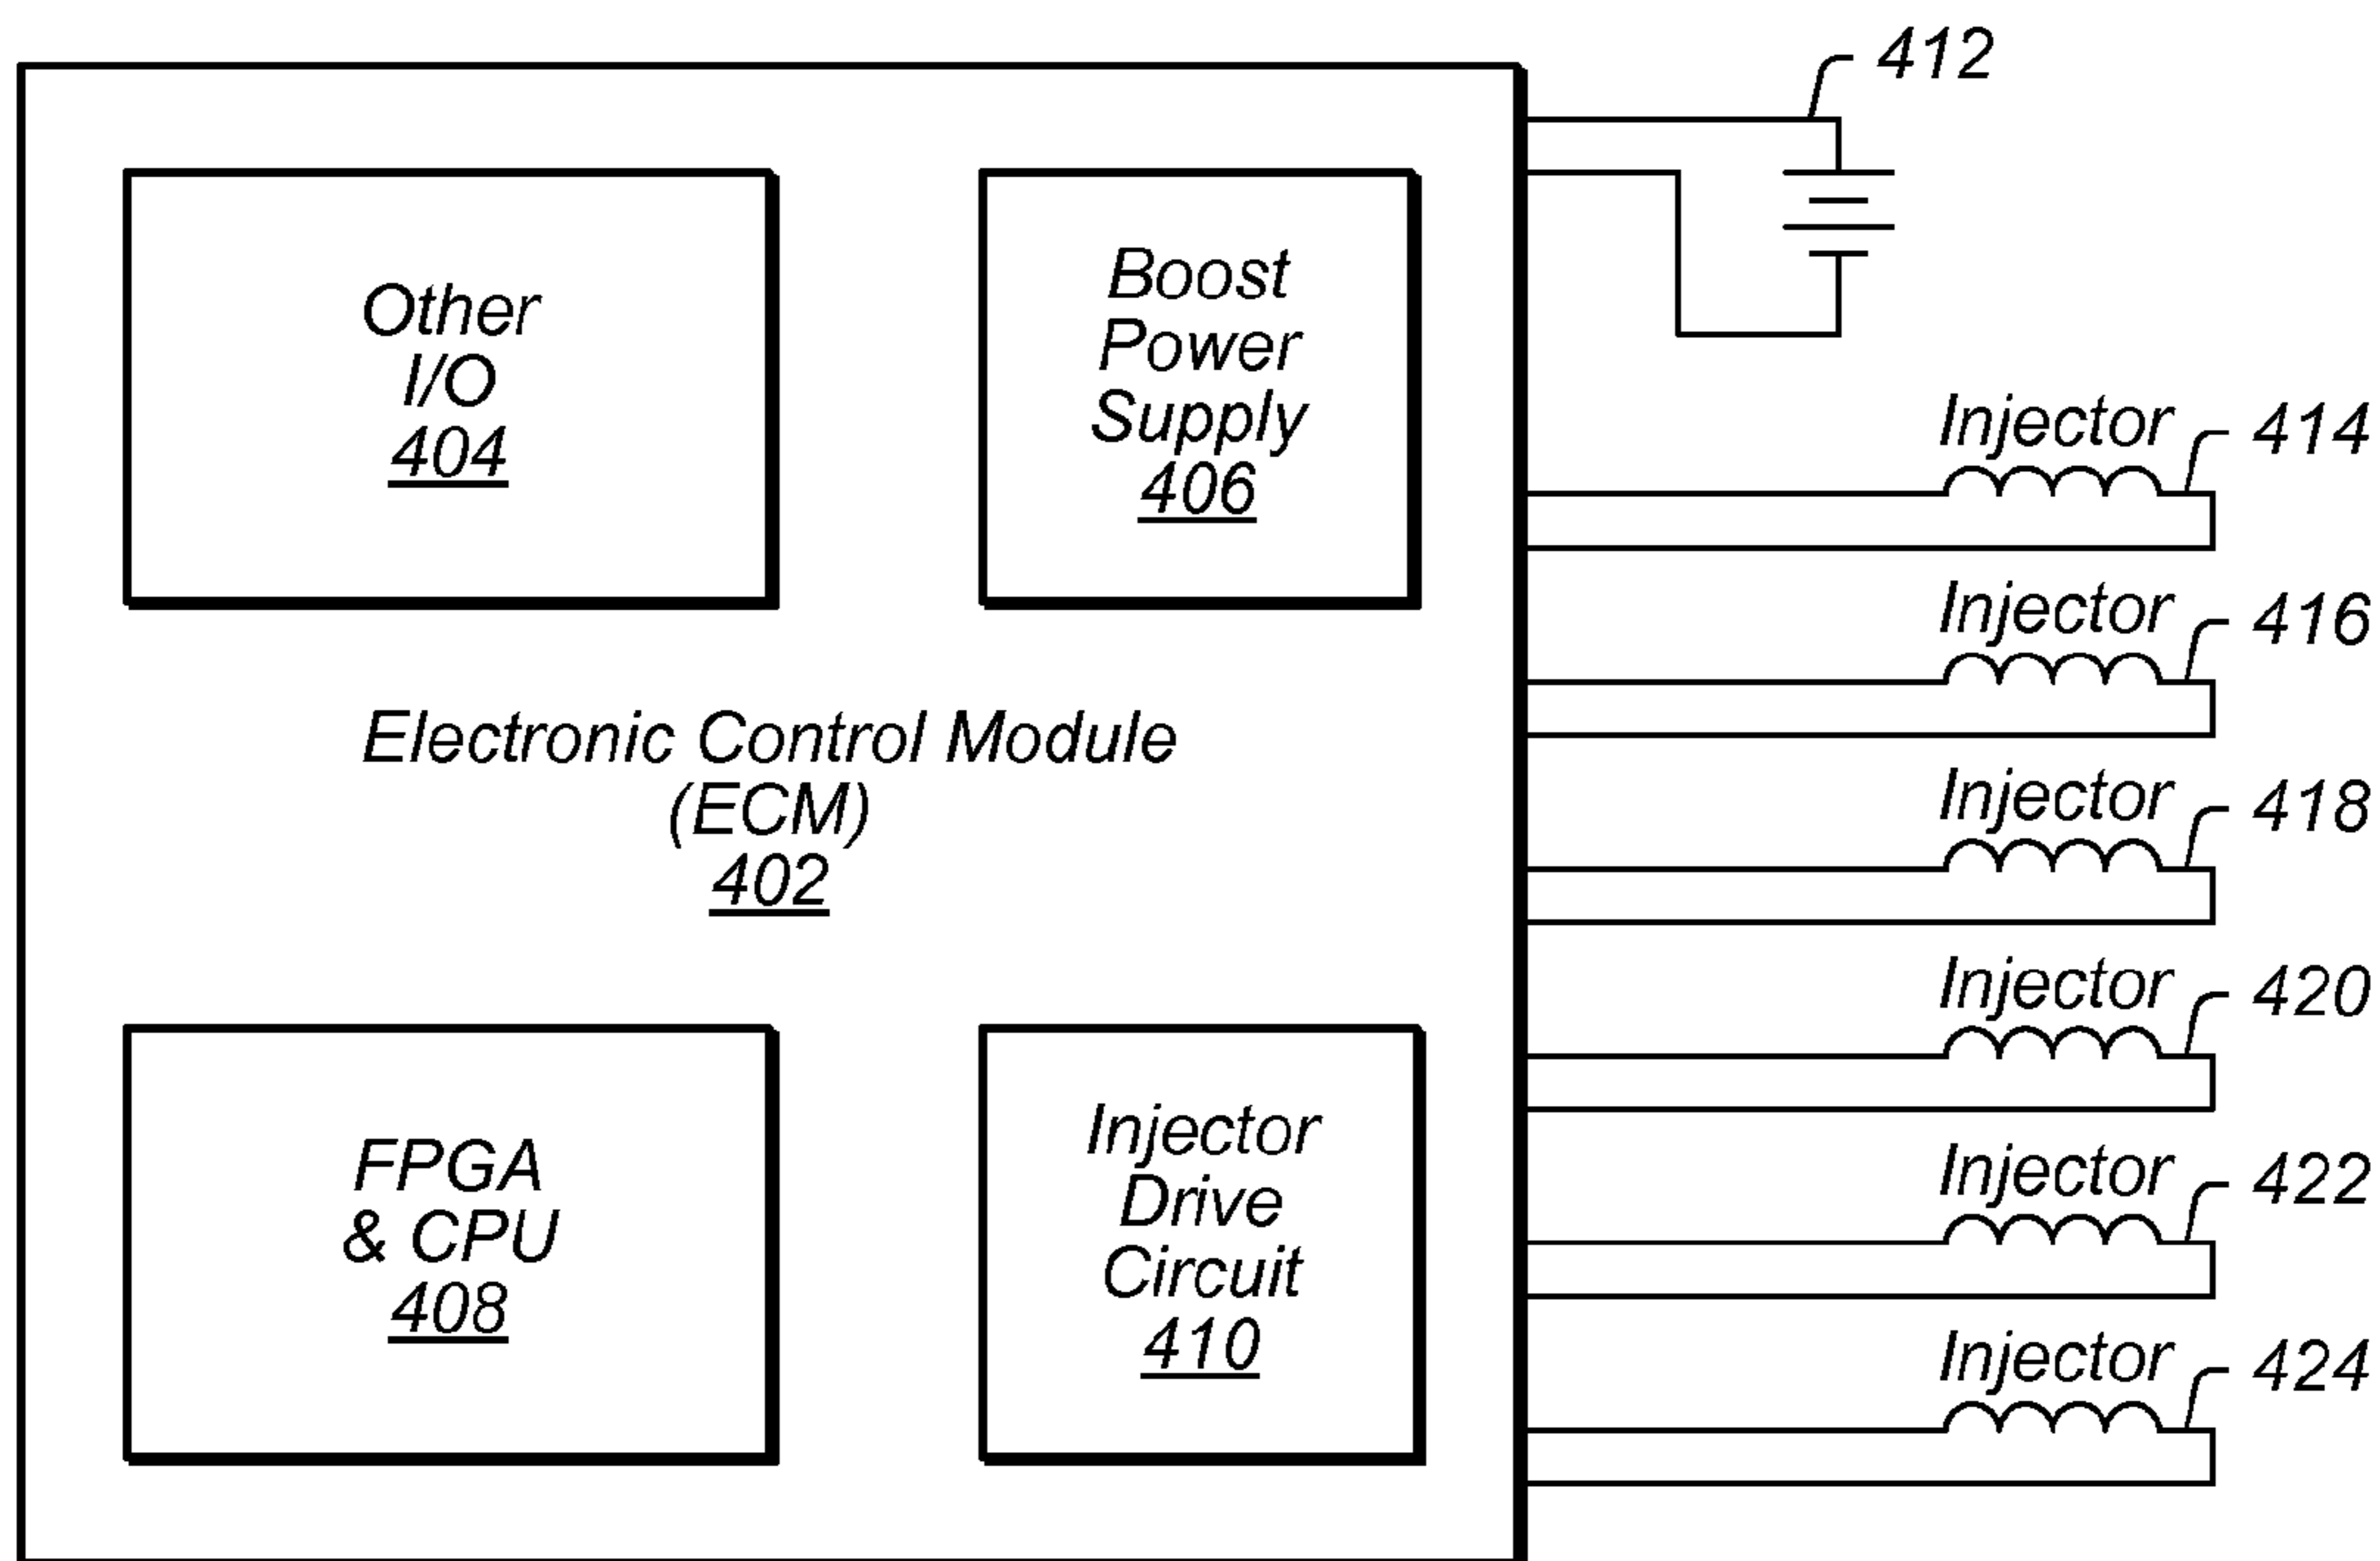 412
Other
I/O
404
Boost
Power
Supply
406
Injector 414
Injector 416
Electronic Control Module
(ECM)
402
Injector 418
Injector 420
FPGA
& CPU
408
Injector
Drive
Circuit
410
Injector 422
Injector 424